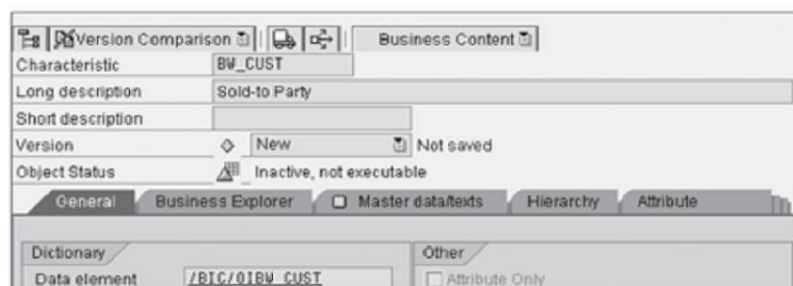 Version Comparison Business Content
Characteristic BW_CUST
Long description Sold-to Party
Short description
Version New Not saved
Object Status Inactive, not executable
General Business Explorer Master data/texts Hierarchy Attribute
Dictionary Other
Data element /BIC/OIBW_CUST Attribute Only